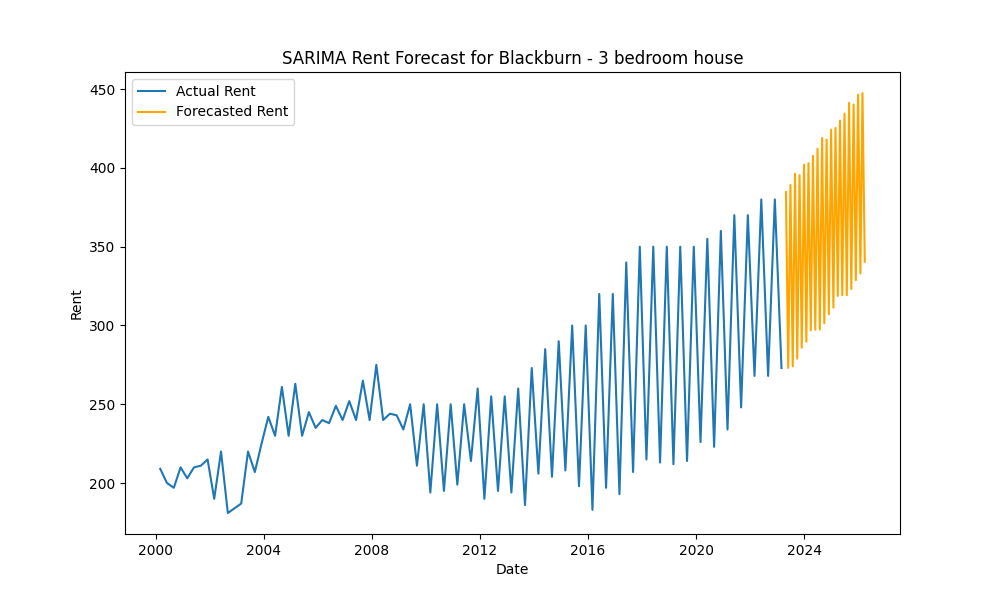 SARIMA Rent Forecast for Blackburn - 3 bedroom house
Actual Rent
Forecasted Rent
450
400
350
300
250
200
Rent
2000 2004 2008 2012 2016 2020 2024
Date